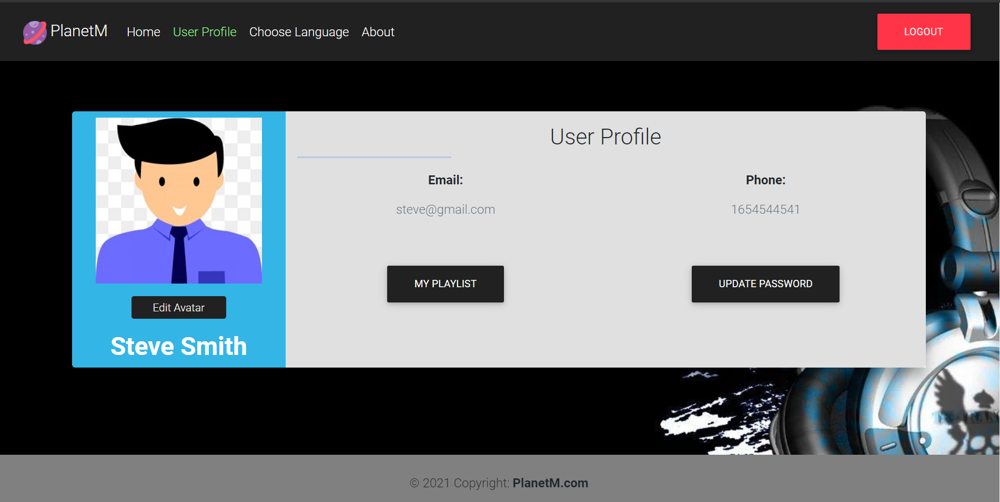 PlanetM Home User Profile Choose Language About LOGOUT
User Profile
Email: Phone:
steve@gmail.com 1654544541
MY PLAYLIST UPDATE PASSWORD
Edit Avatar
Steve Smith
© 2021 Copyright: PlanetM.com